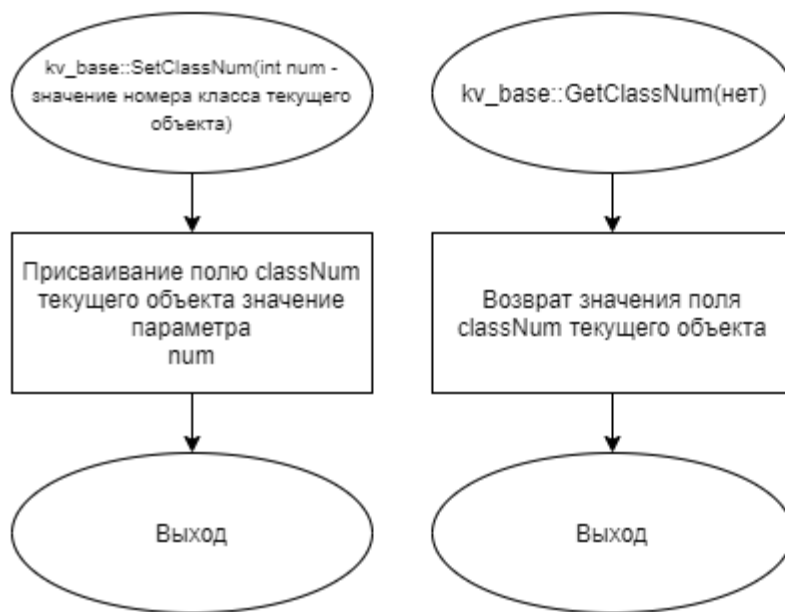 kv_base::SetClassNum(int num -
значение номера класса текущего
объекта)
Присваивание полю classNum
текущего объекта значение
параметра
num
Выход
kv_base::GetClassNum(нет)
Возврат значения поля
classNum текущего объекта
Выход